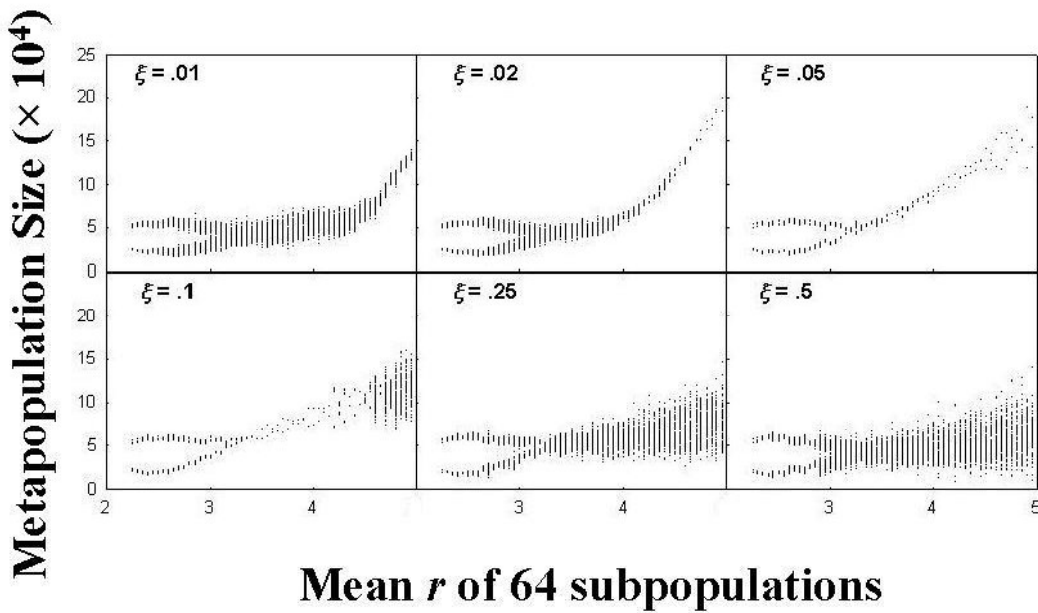 Metapopulation Size (× 10⁴)
25
20
15
10
5
0
ξ = .01
ξ = .02
ξ = .05
20
15
10
5
0
ξ = .1
ξ = .25
ξ = .5
2
3
4
3
4
3
4
5
Mean r of 64 subpopulations